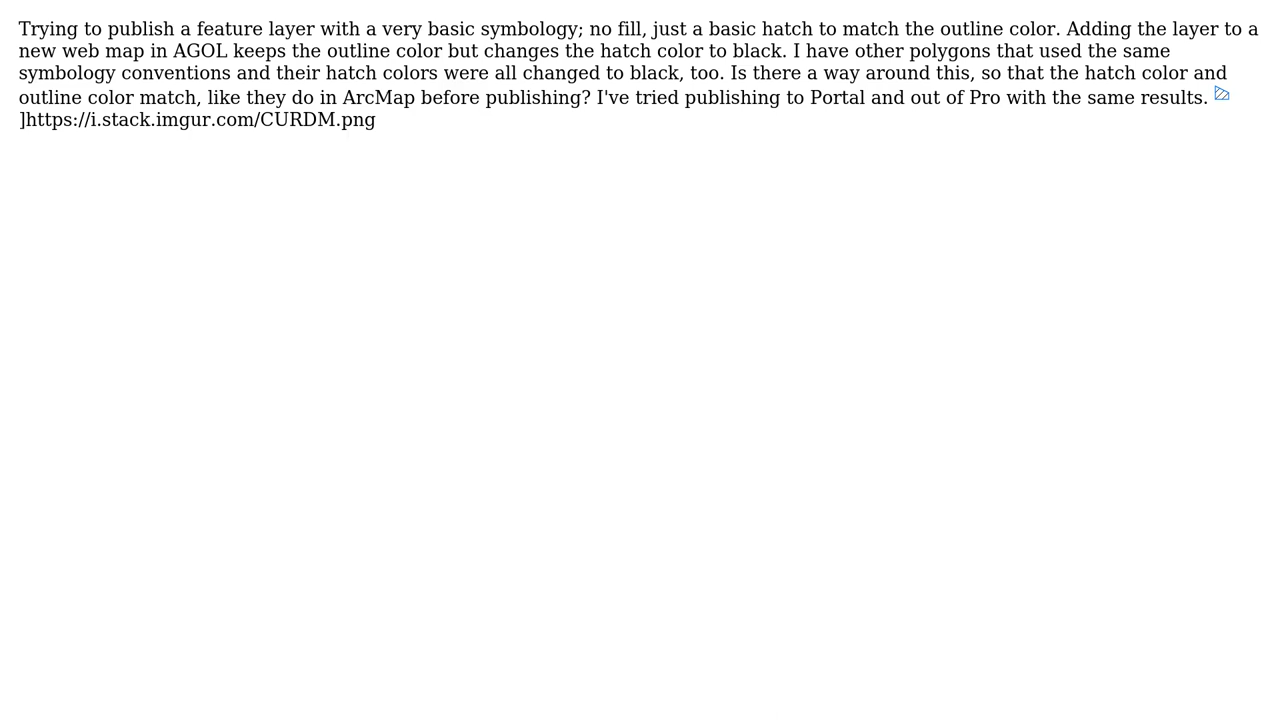 Trying to publish a feature layer with a very basic symbology; no fill, just a basic hatch to match the outline color. Adding the layer to a
new web map in AGOL keeps the outline color but changes the hatch color to black. I have other polygons that used the same
symbology conventions and their hatch colors were all changed to black, too. Is there a way around this, so that the hatch color and
outline color match, like they do in ArcMap before publishing? I've tried publishing to Portal and out of Pro with the same results.
]https://i.stack.imgur.com/CURDM.png